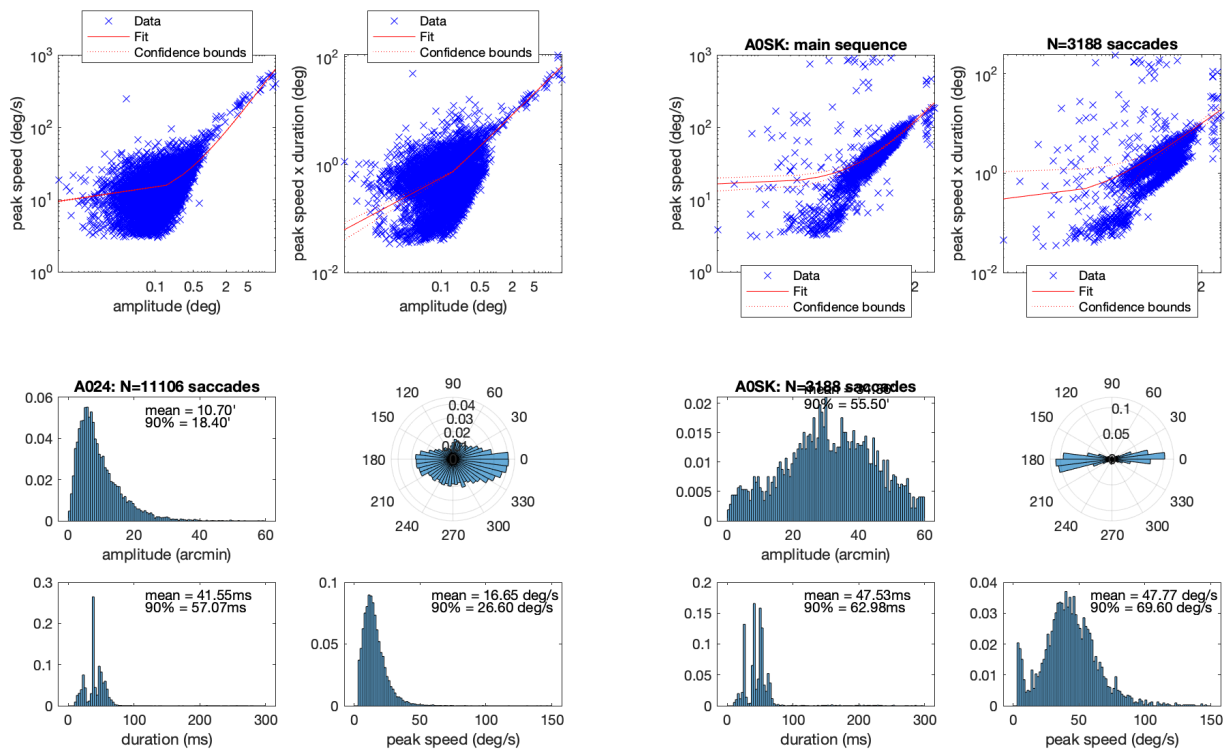 Data
Fit
Confidence bounds
peak speed (deg/s)
10^3
10^2
10^1
10^0
0.1 0.5 2 5
amplitude (deg)
Data
Fit
Confidence bounds
peak speed x duration (deg)
10^2
10^0
10^-2
0.1 0.5 2 5
amplitude (deg)
A0SK: main sequence
peak speed (deg/s)
10^3
10^2
10^1
10^0
2
Data
Fit
Confidence bounds
N=3188 saccades
peak speed x duration (deg)
10^2
10^0
10^-2
2
Data
Fit
Confidence bounds
A024: N=11106 saccades
mean = 10.70'
90% = 18.40'
0.06
0.04
0.02
0
0 20 40 60
amplitude (arcmin)
90
120 60
150 30
180 0
210 330
240 300
270
0.04
0.03
0.02
A0SK: N=3188 saccades
90% = 55.50'
0.02
0.015
0.01
0.005
0
0 20 40 60
amplitude (arcmin)
90
120 60
150 30
180 0
210 330
240 300
270
0.1
0.05
0.3
0.2
0.1
0
mean = 41.55ms
90% = 57.07ms
0 100 200 300
duration (ms)
0.1
0.05
0
mean = 16.65 deg/s
90% = 26.60 deg/s
0 50 100 150
peak speed (deg/s)
0.2
0.15
0.1
0.05
0
mean = 47.53ms
90% = 62.98ms
0 100 200 300
duration (ms)
0.04
0.03
0.02
0.01
0
mean = 47.77 deg/s
90% = 69.60 deg/s
0 50 100 150
peak speed (deg/s)